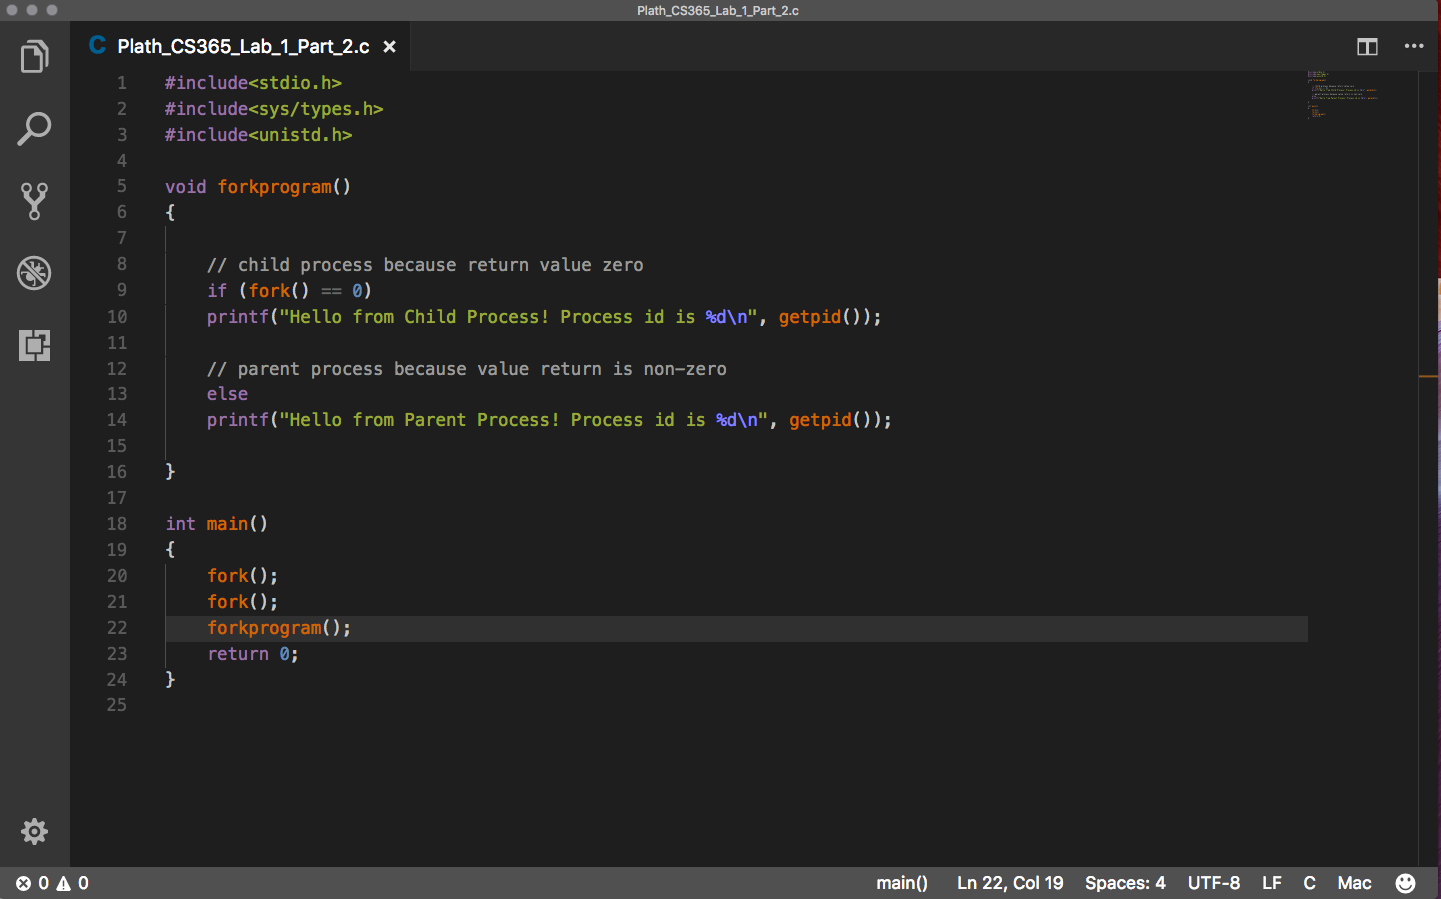 Plath_CS365_Lab_1_Part_2.c
C Plath_CS365_Lab_1_Part_2.c ×
1 #include<stdio.h>
2 #include<sys/types.h>
3 #include<unistd.h>
4
5 void forkprogram()
6 {
7
8     // child process because return value zero
9     if (fork() == 0)
10     printf("Hello from Child Process! Process id is %d\n", getpid());
11
12     // parent process because value return is non-zero
13     else
14     printf("Hello from Parent Process! Process id is %d\n", getpid());
15
16 }
17
18 int main()
19 {
20     fork();
21     fork();
22     forkprogram();
23     return 0;
24 }
25
0 0 main() Ln 22, Col 19 Spaces: 4 UTF-8 LF C Mac